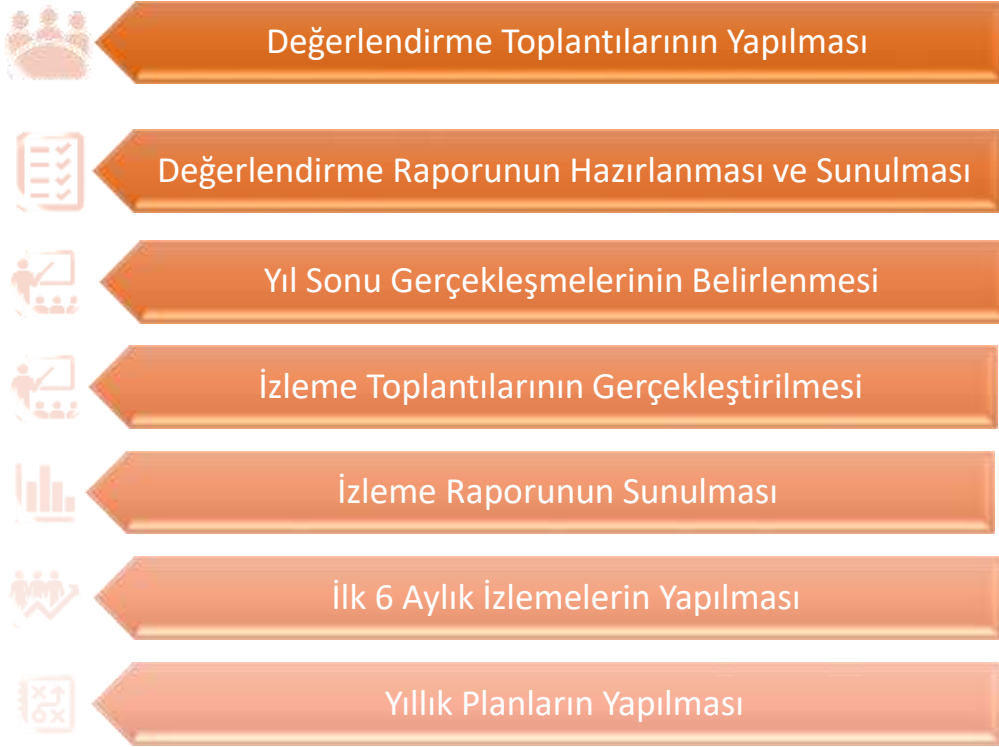 Değerlendirme Toplantılarının Yapılması
Değerlendirme Raporunun Hazırlanması ve Sunulması
Yıl Sonu Gerçekleşmelerinin Belirlenmesi
İzleme Toplantılarının Gerçekleştirilmesi
İzleme Raporunun Sunulması
İlk 6 Aylık İzlemelerin Yapılması
Yıllık Planların Yapılması